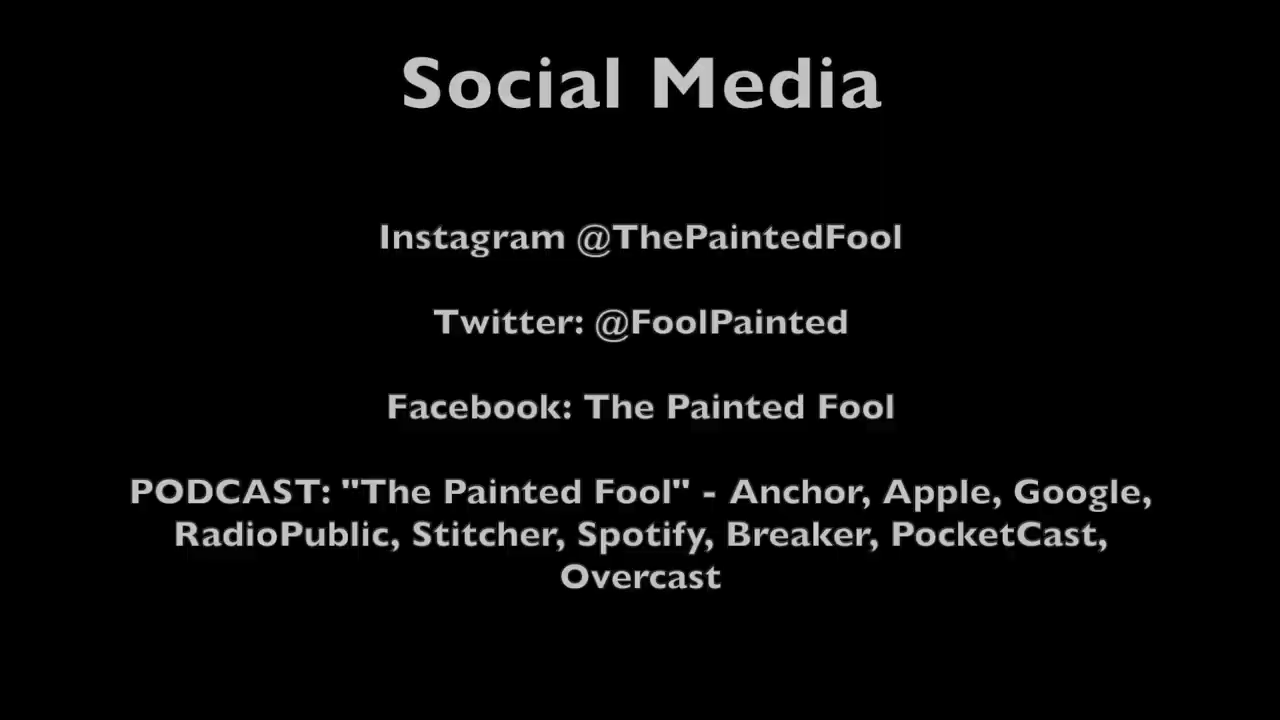 Social Media
Instagram @ThePaintedFool
Twitter: @FoolPainted
Facebook: The Painted Fool
PODCAST: "The Painted Fool" - Anchor, Apple, Google,
RadioPublic, Stitcher, Spotify, Breaker, PocketCast,
Overcast